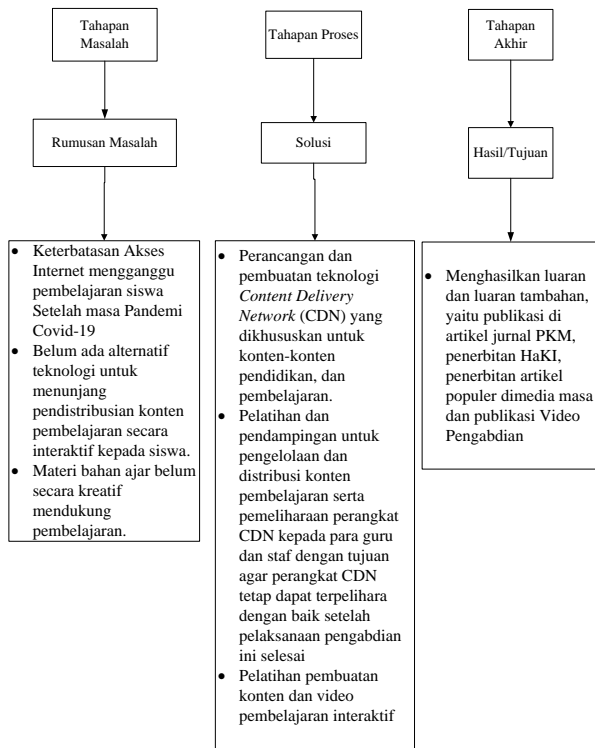 Tahapan
Masalah
Rumusan Masalah
• Keterbatasan Akses
Internet mengganggu
pembelajaran siswa
Setelah masa Pandemi
Covid-19
• Belum ada alternatif
teknologi untuk
menunjang
pendistribusian konten
pembelajaran secara
interaktif kepada siswa.
• Materi bahan ajar belum
secara kreatif
mendukung
pembelajaran.
Tahapan Proses
Solusi
• Perancangan dan
pembuatan teknologi
Content Delivery
Network (CDN) yang
dikhususkan untuk
konten-konten
pendidikan, dan
pembelajaran.
• Pelatihan dan
pendampingan untuk
pengelolaan dan
distribusi konten
pembelajaran serta
pemeliharaan perangkat
CDN kepada para guru
dan staf dengan tujuan
agar perangkat CDN
tetap dapat terpelihara
dengan baik setelah
pelaksanaan pengabdian
ini selesai
• Pelatihan pembuatan
konten dan video
pembelajaran interaktif
Tahapan
Akhir
Hasil/Tujuan
• Menghasilkan luaran
dan luaran tambahan,
yaitu publikasi di
artikel jurnal PKM,
penerbitan HaKI,
penerbitan artikel
populer dimedia masa
dan publikasi Video
Pengabdian